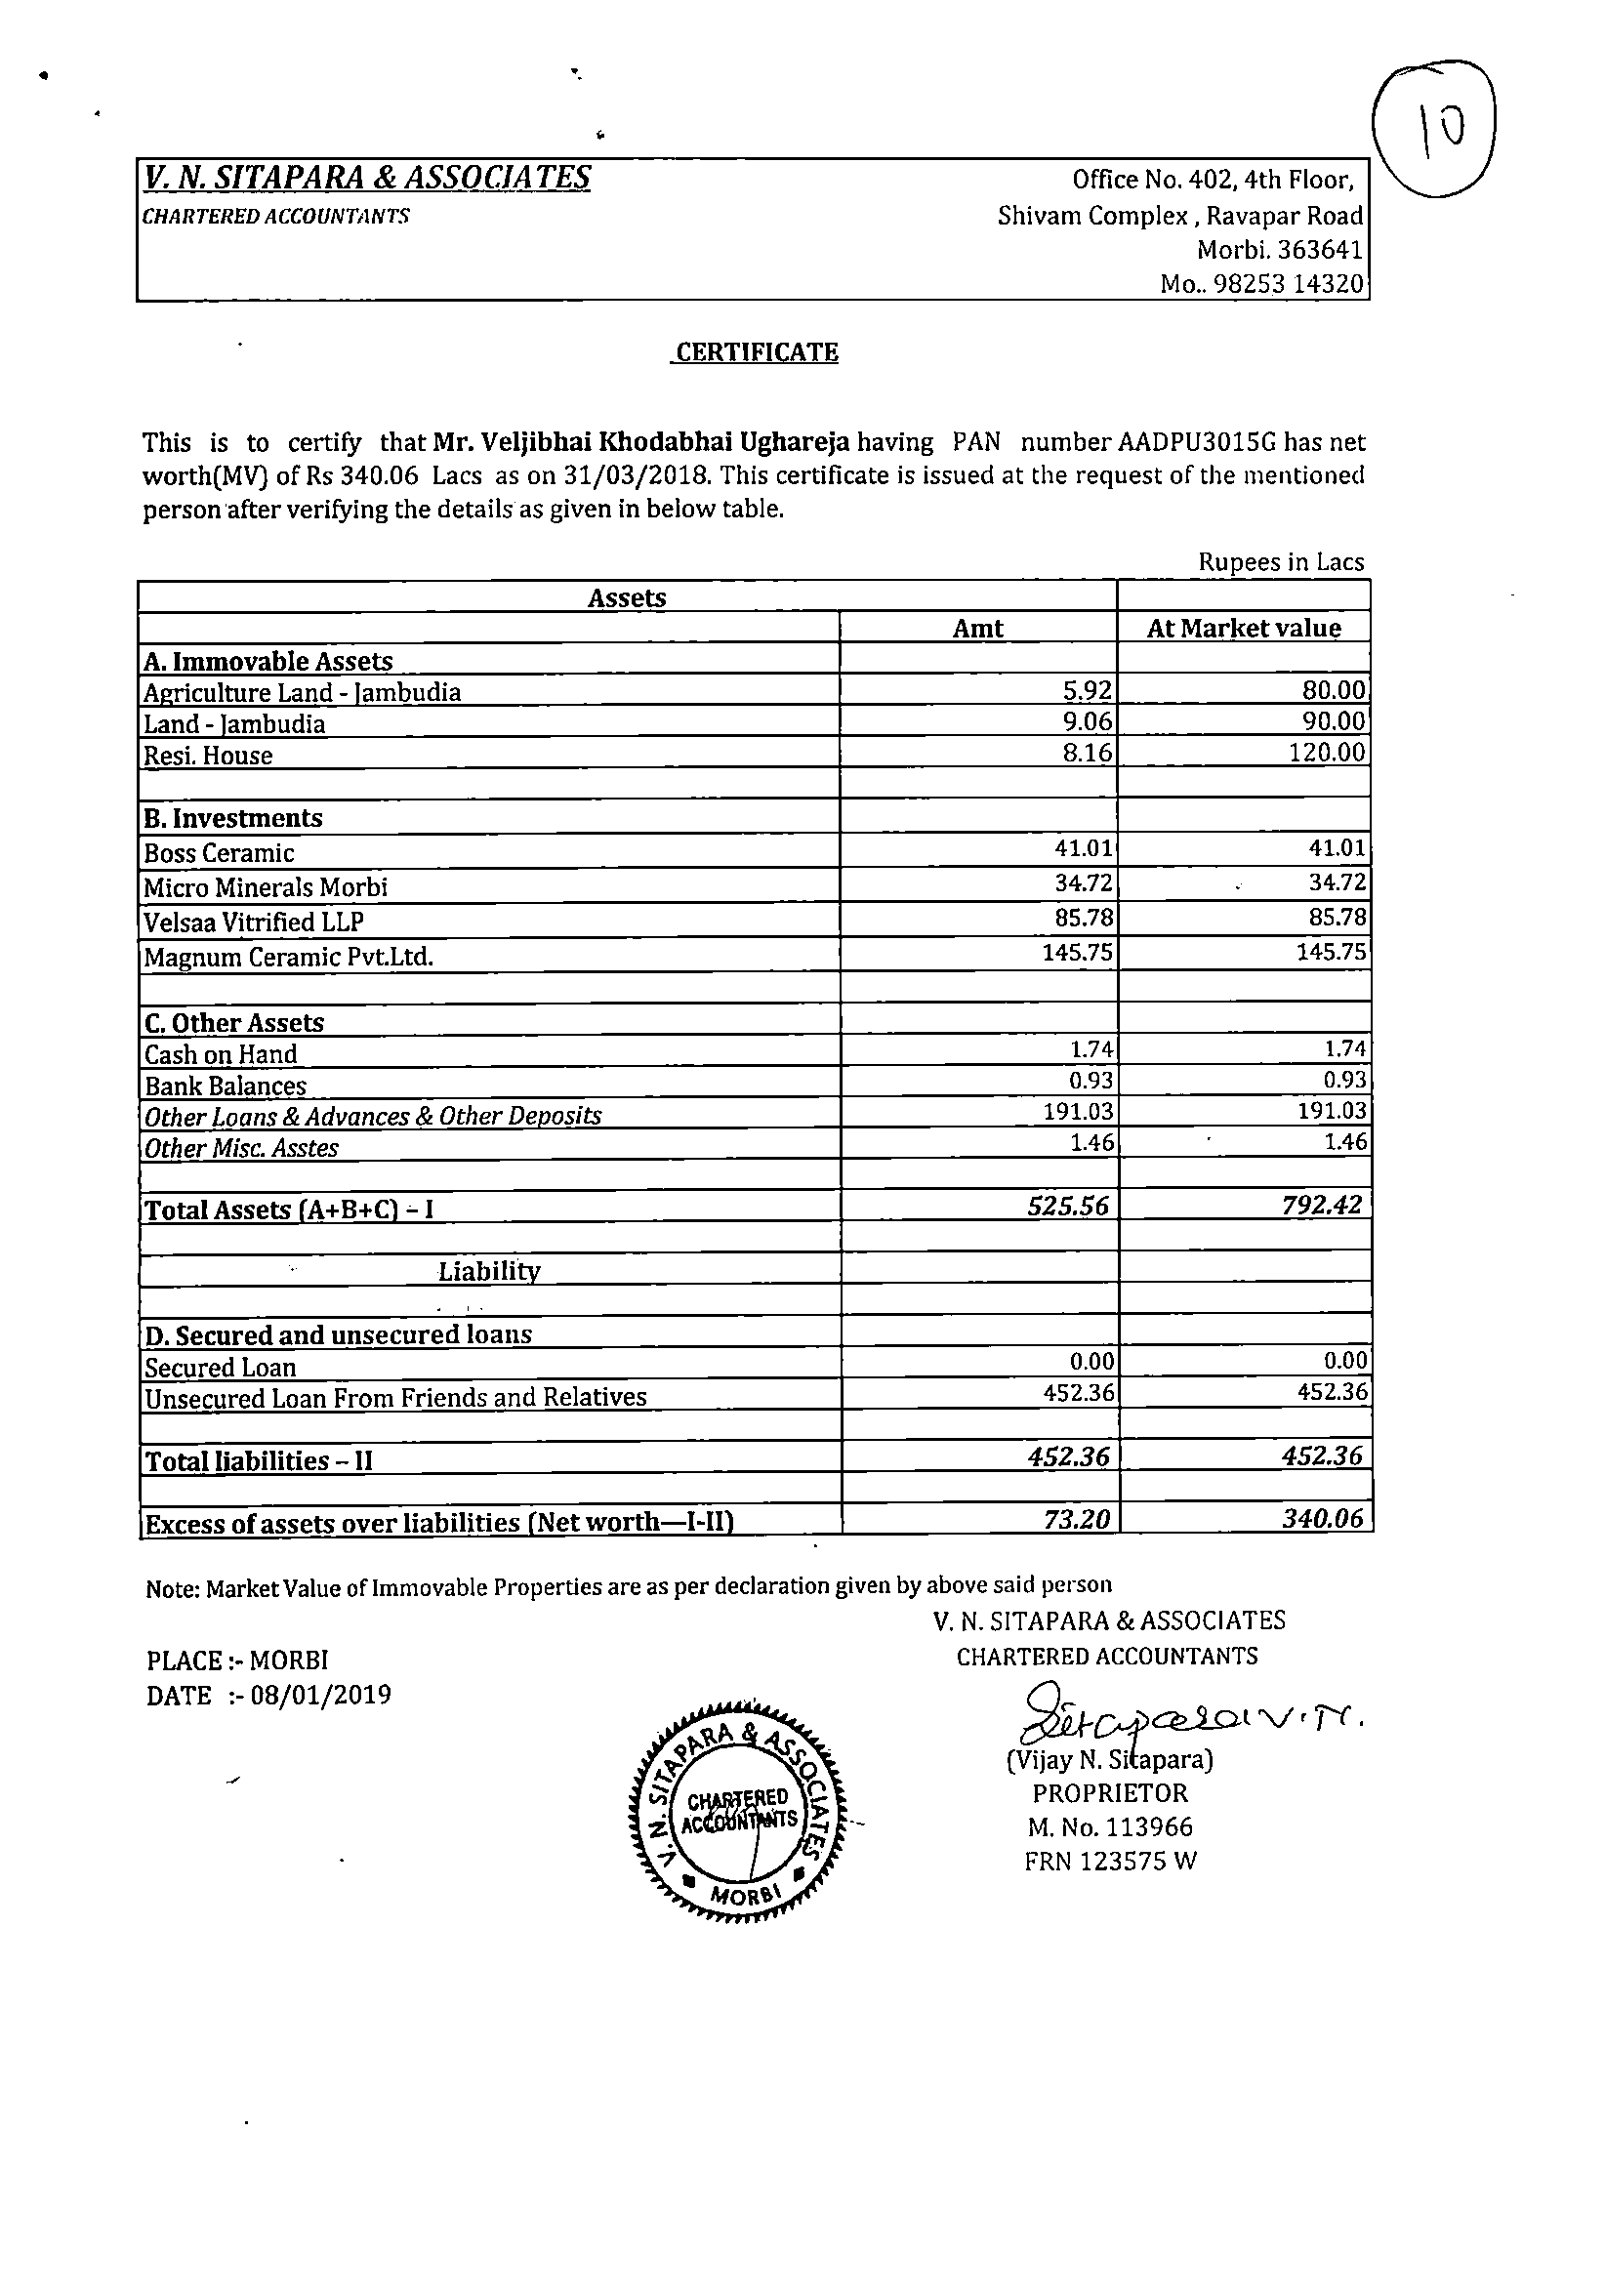 10
V. N. SITAPARA & ASSOCIATES
CHARTERED ACCOUNTANTS
Office No. 402, 4th Floor,
Shivam Complex , Ravapar Road
Morbi. 363641
Mo.. 98253 14320
CERTIFICATE
This is to certify that Mr. Veljibhai Khodabhai Ughareja having PAN number AADPU3015G has net
worth(MV) of Rs 340.06 Lacs as on 31/03/2018. This certificate is issued at the request of the mentioned
person after verifying the details as given in below table.
Rupees in Lacs
Assets
Amt At Market value
A. Immovable Assets
Agriculture Land - Jambudia 5.92 80.00
Land - Jambudia 9.06 90.00
Resi. House 8.16 120.00
B. Investments
Boss Ceramic 41.01 41.01
Micro Minerals Morbi 34.72 34.72
Velsaa Vitrified LLP 85.78 85.78
Magnum Ceramic Pvt.Ltd. 145.75 145.75
C. Other Assets
Cash on Hand 1.74 1.74
Bank Balances 0.93 0.93
Other Loans & Advances & Other Deposits 191.03 191.03
Other Misc. Asstes 1.46 1.46
Total Assets (A+B+C) - I 525.56 792.42
Liability
D. Secured and unsecured loans
Secured Loan 0.00 0.00
Unsecured Loan From Friends and Relatives 452.36 452.36
Total liabilities – II 452.36 452.36
Excess of assets over liabilities (Net worth—I-II) 73.20 340.06
Note: Market Value of Immovable Properties are as per declaration given by above said person
V. N. SITAPARA & ASSOCIATES
CHARTERED ACCOUNTANTS
PLACE :- MORBI
DATE :- 08/01/2019
Sitapara V. N.
(Vijay N. Sitapara)
PROPRIETOR
M. No. 113966
FRN 123575 W
V. N. SITAPARA & ASSOCIATES
CHARTERED
ACCOUNTANTS
MORBI